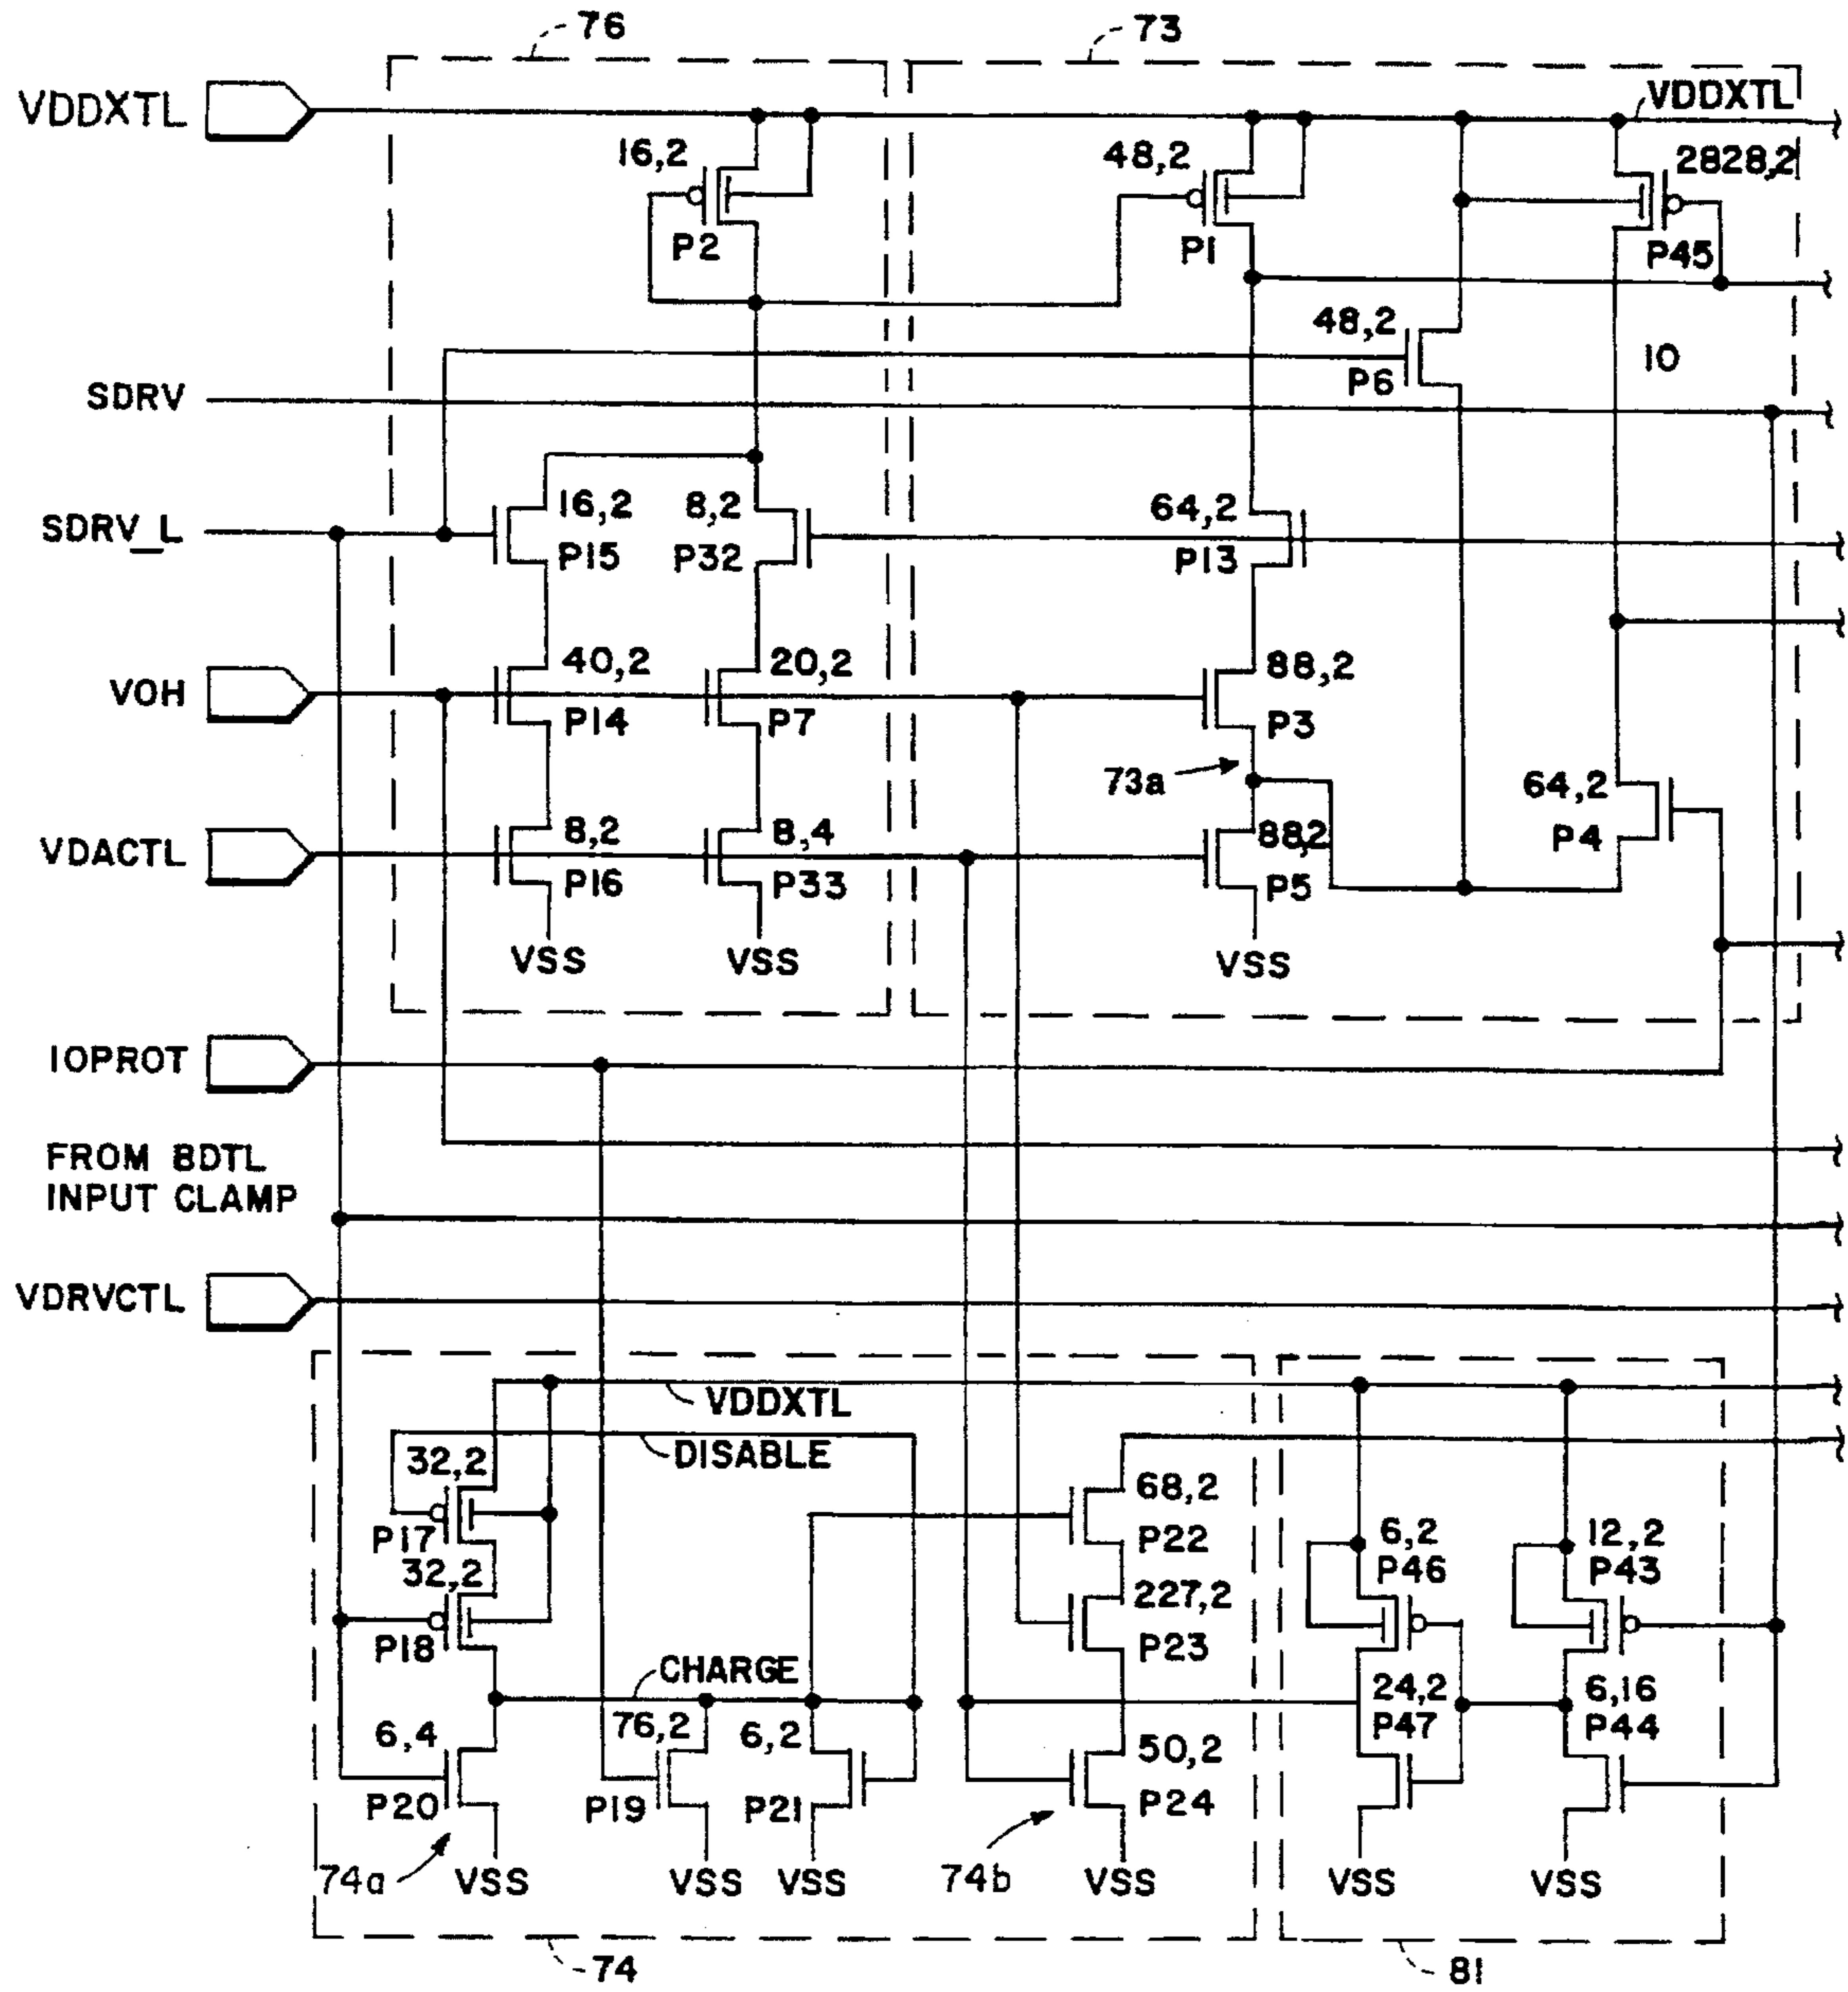 76
73
VDDXTL
VDDXTL
16,2
P2
48,2
P1
2828,2
P45
48,2
P6
10
SDRV
SDRV_L
16,2
P15
8,2
P32
64,2
P13
VOH
40,2
P14
20,2
P7
88,2
P3
73a
64,2
P4
VDACTL
8,2
P16
8,4
P33
88,2
P5
VSS
VSS
VSS
IOPROT
FROM BDTL
INPUT CLAMP
VDRVCTL
VDDXTL
DISABLE
32,2
P17
68,2
P22
6,2
P46
12,2
P43
32,2
P18
227,2
P23
CHARGE
24,2
P47
6,16
P44
6,4
P20
76,2
P19
6,2
P21
50,2
P24
74a
VSS
VSS
VSS
74b
VSS
VSS
VSS
74
81